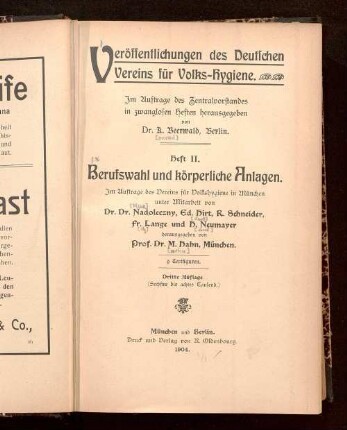 ife
ast
& Co.,
Veröffentlichungen des Deutschen
Vereins für Volks-Hygiene.
Im Auftrage des Zentralvorstandes
in zwanglosen Heften herausgegeben
von
Dr. K. Beerwald, Berlin.
Heft II.
Berufswahl und körperliche Anlagen.
Im Auftrage des Vereins für Volkshygiene in München
unter Mitarbeit von
Dr. Dr. Nadoleczny, Ed. Hirt, R. Schneider,
Fr. Lange und H. Neumayer
herausgegeben von
Prof. Dr. M. Hahn, München.
Textfiguren.
Dritte Auflage
München und Berlin.
Druck und Verlag von R. Oldenbourg.
1904.